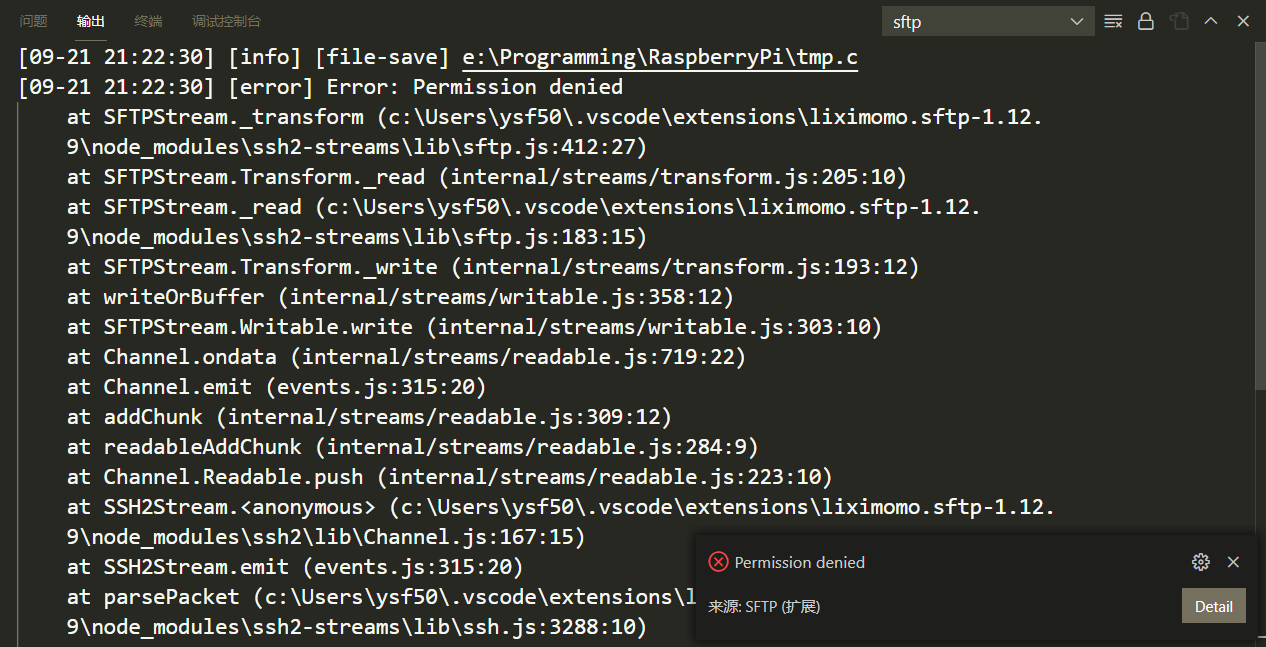 问题 输出 终端 调试控制台 sftp
[09-21 21:22:30] [info] [file-save] e:\Programming\RaspberryPi\tmp.c
[09-21 21:22:30] [error] Error: Permission denied
at SFTPStream._transform (c:\Users\ysf50\.vscode\extensions\liximomo.sftp-1.12.
9\node_modules\ssh2-streams\lib\sftp.js:412:27)
at SFTPStream.Transform._read (internal/streams/transform.js:205:10)
at SFTPStream._read (c:\Users\ysf50\.vscode\extensions\liximomo.sftp-1.12.
9\node_modules\ssh2-streams\lib\sftp.js:183:15)
at SFTPStream.Transform._write (internal/streams/transform.js:193:12)
at writeOrBuffer (internal/streams/writable.js:358:12)
at SFTPStream.Writable.write (internal/streams/writable.js:303:10)
at Channel.ondata (internal/streams/readable.js:719:22)
at Channel.emit (events.js:315:20)
at addChunk (internal/streams/readable.js:309:12)
at readableAddChunk (internal/streams/readable.js:284:9)
at Channel.Readable.push (internal/streams/readable.js:223:10)
at SSH2Stream.<anonymous> (c:\Users\ysf50\.vscode\extensions\liximomo.sftp-1.12.
9\node_modules\ssh2\lib\Channel.js:167:15)
at SSH2Stream.emit (events.js:315:20)
at parsePacket (c:\Users\ysf50\.vscode\extensions\l
9\node_modules\ssh2-streams\lib\ssh.js:3288:10)
Permission denied
来源: SFTP (扩展)
Detail